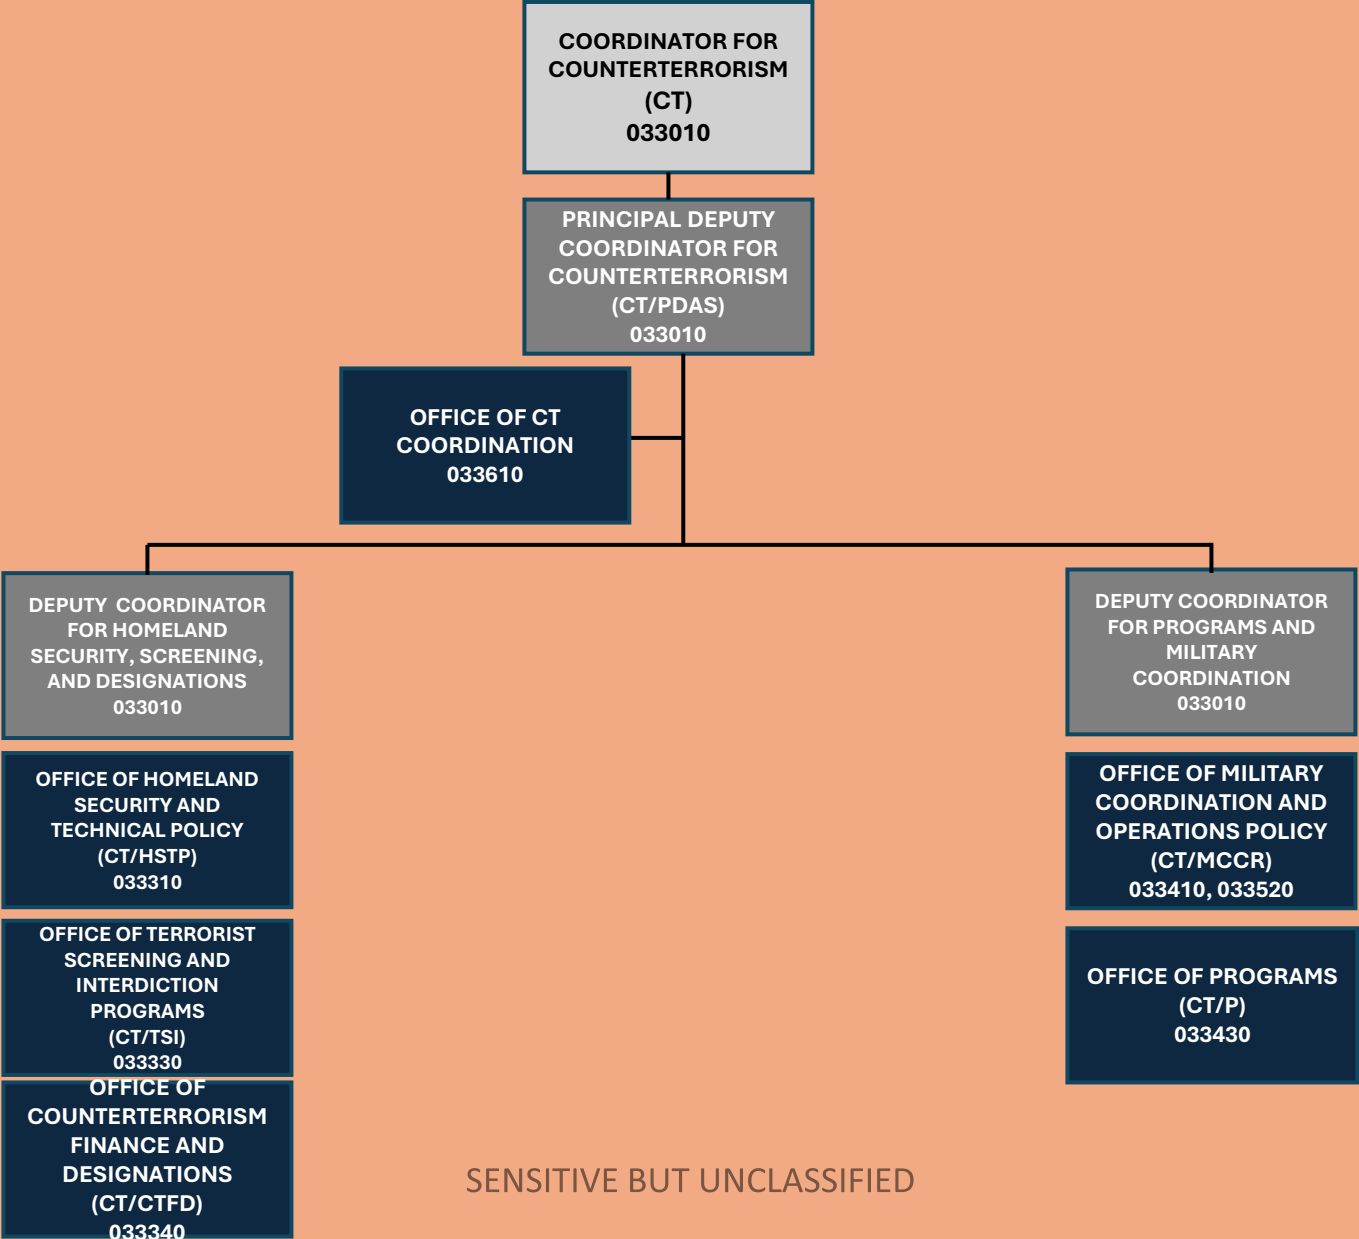 COORDINATOR FOR
COUNTERTERRORISM
(CT)
033010
PRINCIPAL DEPUTY
COORDINATOR FOR
COUNTERTERRORISM
(CT/PDAS)
033010
OFFICE OF CT
COORDINATION
033610
DEPUTY COORDINATOR
FOR HOMELAND
SECURITY, SCREENING,
AND DESIGNATIONS
033010
OFFICE OF HOMELAND
SECURITY AND
TECHNICAL POLICY
(CT/HSTP)
033310
OFFICE OF TERRORIST
SCREENING AND
INTERDICTION
PROGRAMS
(CT/TSI)
033330
OFFICE OF
COUNTERTERRORISM
FINANCE AND
DESIGNATIONS
(CT/CTFD)
033340
DEPUTY COORDINATOR
FOR PROGRAMS AND
MILITARY
COORDINATION
033010
OFFICE OF MILITARY
COORDINATION AND
OPERATIONS POLICY
(CT/MCCR)
033410, 033520
OFFICE OF PROGRAMS
(CT/P)
033430
SENSITIVE BUT UNCLASSIFIED